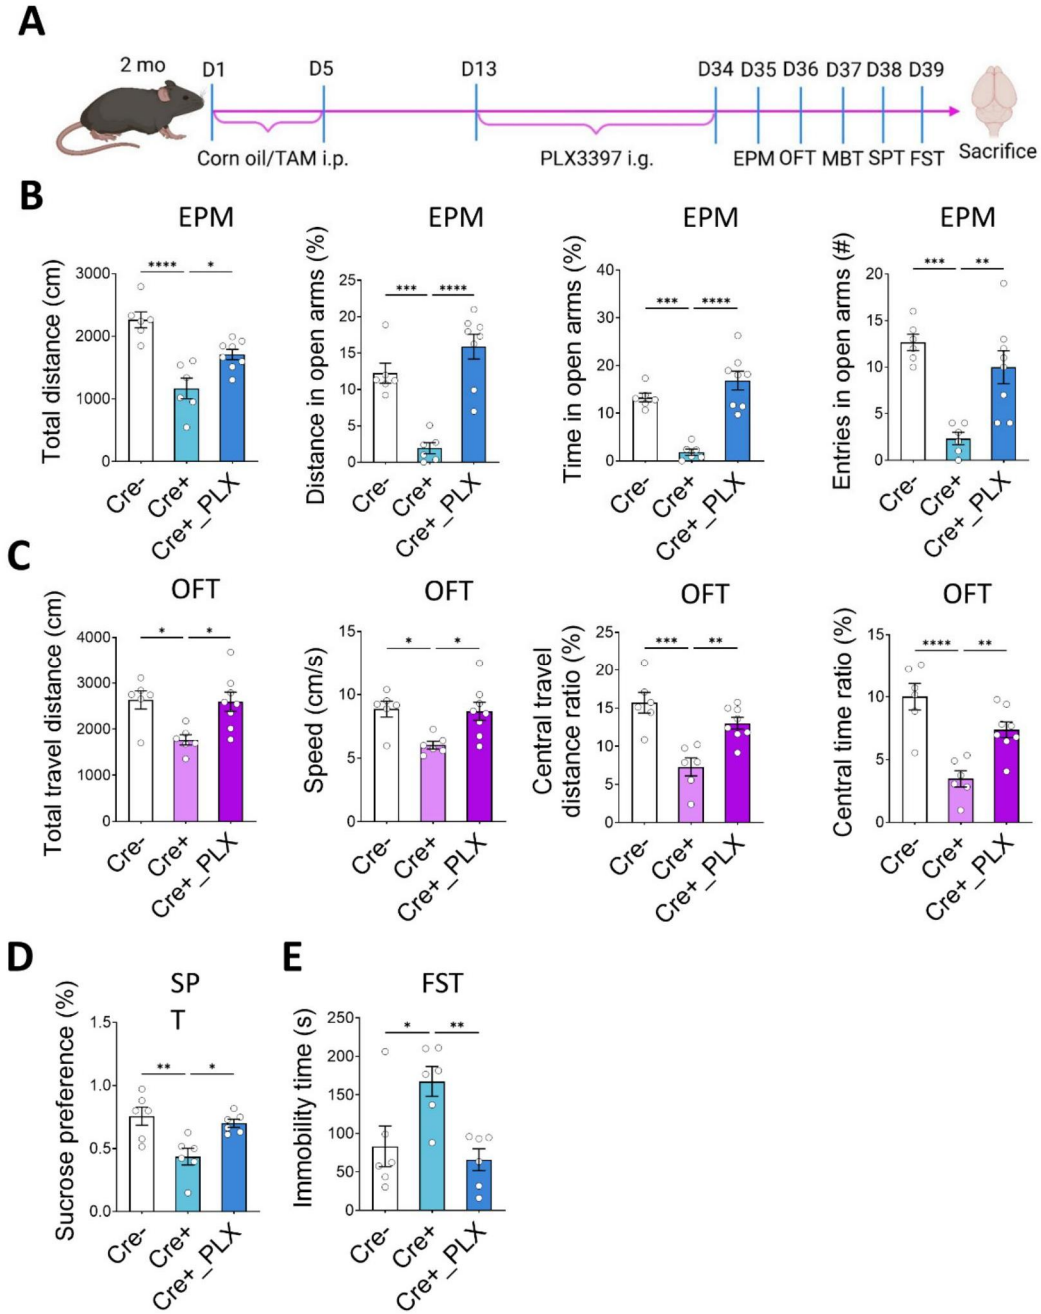 A
2 mo
D1
D5
D13
D34 D35 D36 D37 D38 D39
Corn oil/TAM i.p.
PLX3397 i.g.
EPM OFT MBT SPT FST
Sacrifice
B
EPM
Total distance (cm)
3000
2000
1000
0
**** *
Cre-
Cre+
Cre+_PLX
EPM
Distance in open arms (%)
25
20
15
10
5
0
*** ****
Cre-
Cre+
Cre+_PLX
EPM
Time in open arms (%)
40
30
20
10
0
*** ****
Cre-
Cre+
Cre+_PLX
EPM
Entries in open arms (#)
20
15
10
5
0
*** **
Cre-
Cre+
Cre+_PLX
C
OFT
Total travel distance (cm)
4000
3000
2000
1000
0
* *
Cre-
Cre+
Cre+_PLX
OFT
Speed (cm/s)
15
10
5
0
* *
Cre-
Cre+
Cre+_PLX
OFT
Central travel
distance ratio (%)
25
20
15
10
5
0
*** **
Cre-
Cre+
Cre+_PLX
OFT
Central time ratio (%)
15
10
5
0
**** **
Cre-
Cre+
Cre+_PLX
D
SP
T
Sucrose preference (%)
1.5
1.0
0.5
0.0
** *
Cre-
Cre+
Cre+_PLX
E
FST
Immobility time (s)
250
200
150
100
50
0
* **
Cre-
Cre+
Cre+_PLX